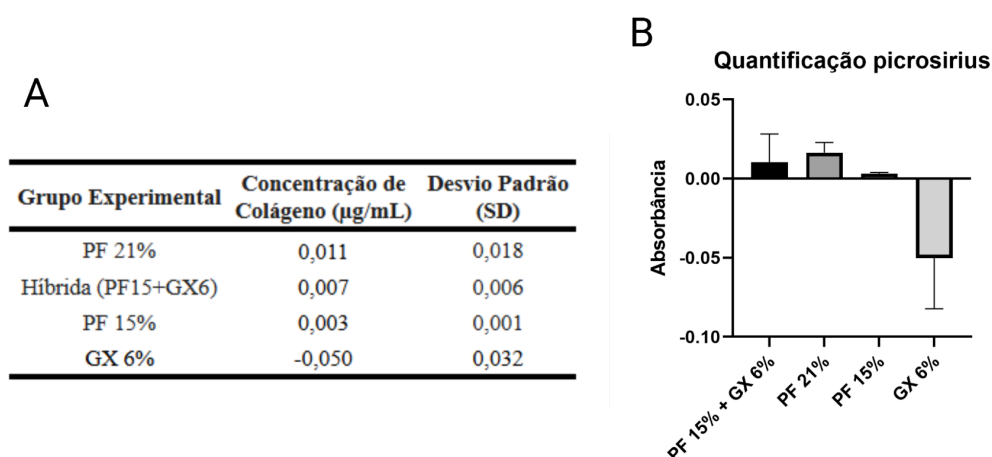 A
Grupo Experimental Concentração de Colágeno (µg/mL) Desvio Padrão (SD)
PF 21% 0,011 0,018
Híbrida (PF15+GX6) 0,007 0,006
PF 15% 0,003 0,001
GX 6% -0,050 0,032
B
Quantificação picrosirius
Absorbância
0.05
0.00
-0.05
-0.10
PF 15% + GX 6%
PF 21%
PF 15%
GX 6%